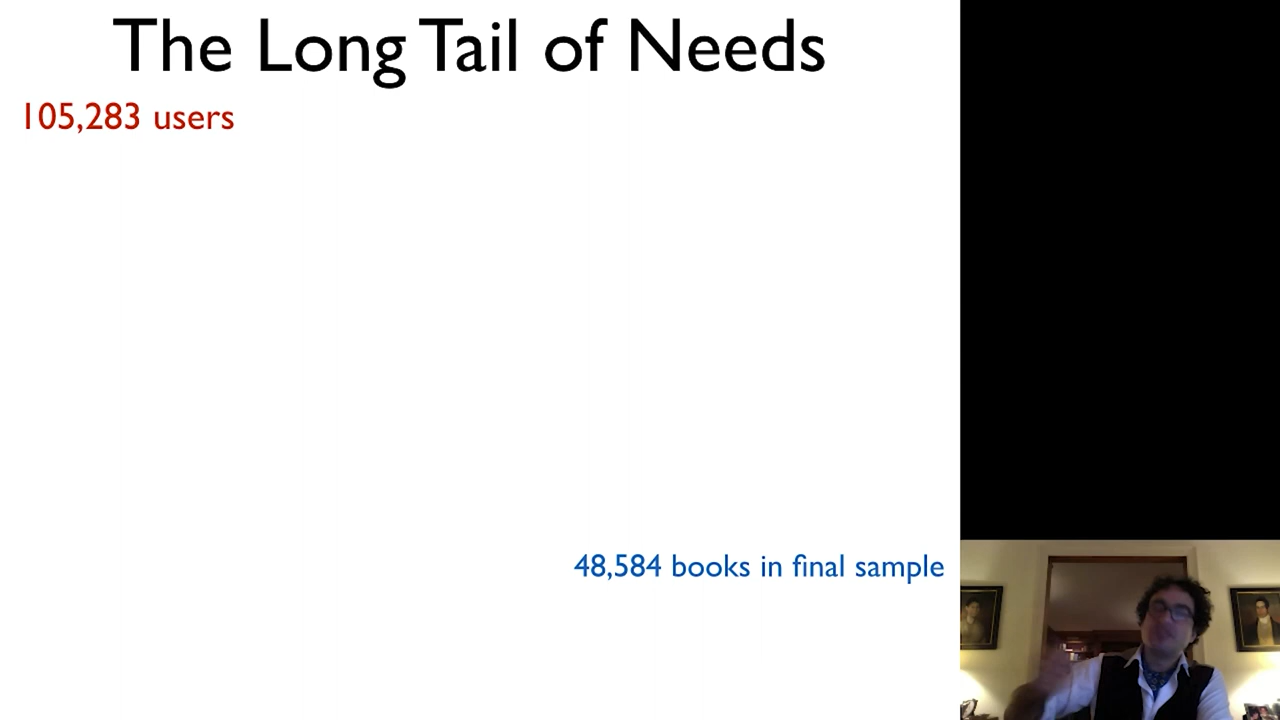 The Long Tail of Needs
105,283 users
48,584 books in final sample